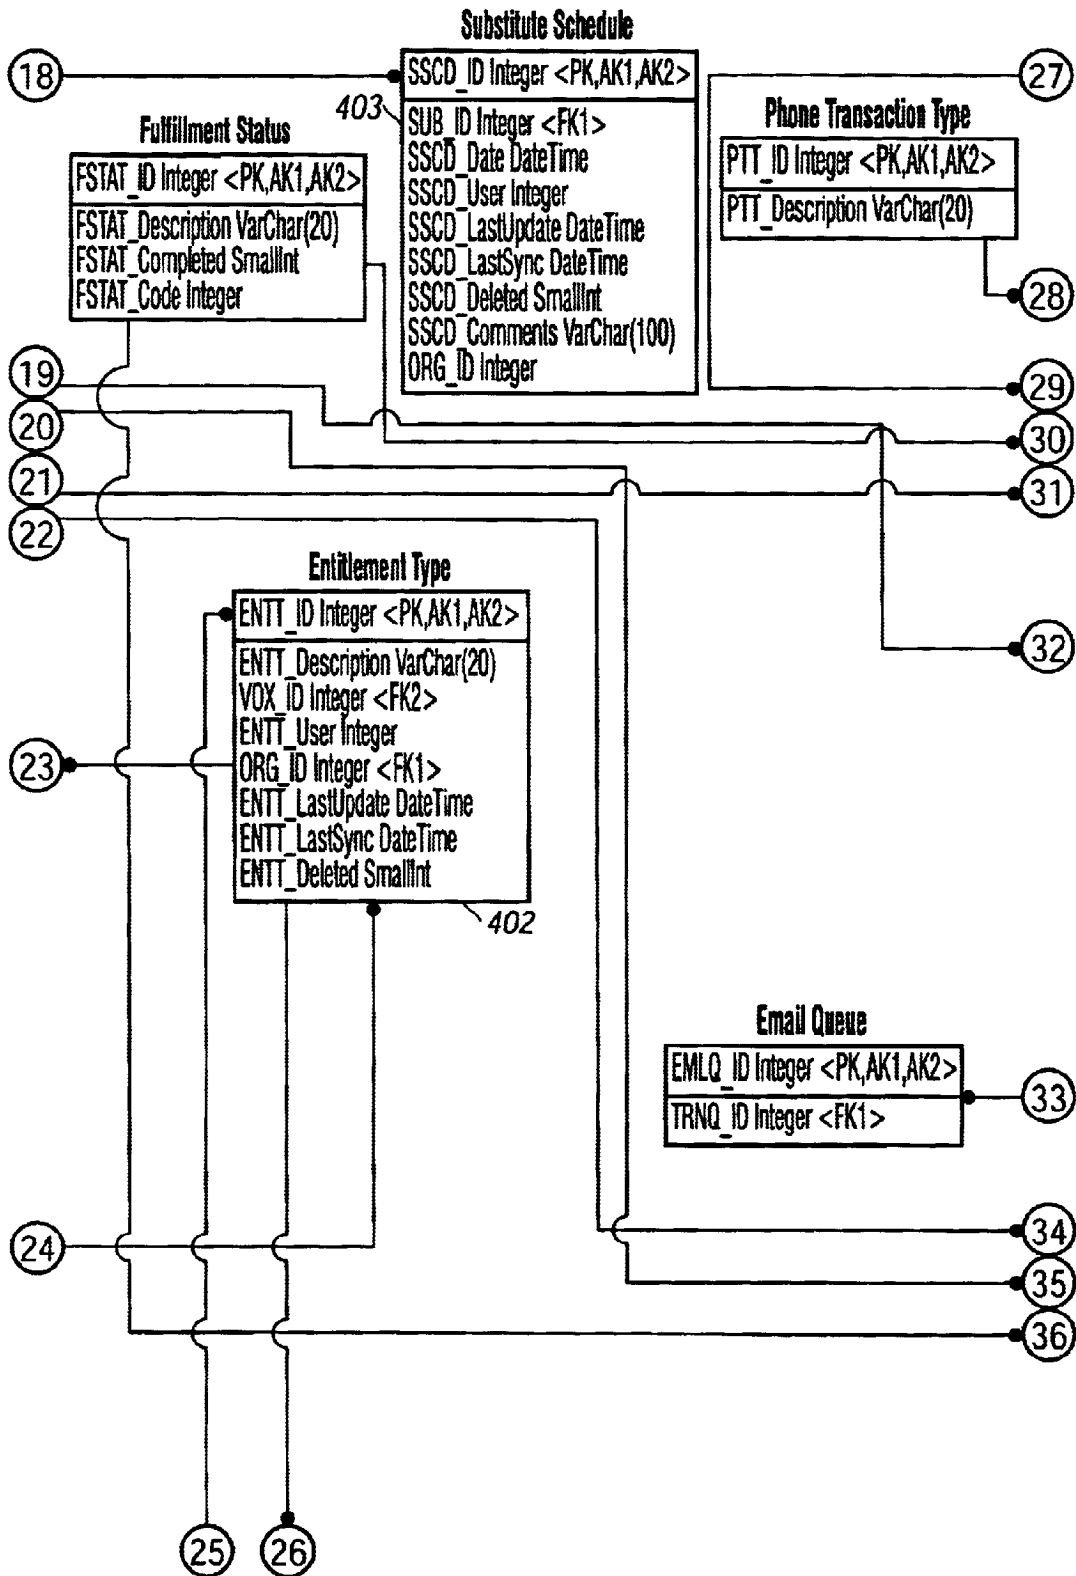 Substitute Schedule
18
SSCD_ID Integer <PK,AK1,AK2>
27
403
SUB_ID Integer <FK1>
SSCD_Date DateTime
SSCD_User Integer
SSCD_LastUpdate DateTime
SSCD_LastSync DateTime
SSCD_Deleted SmallInt
SSCD_Comments VarChar(100)
ORG_ID Integer
Fulfillment Status
FSTAT_ID Integer <PK,AK1,AK2>
FSTAT_Description VarChar(20)
FSTAT_Completed SmallInt
FSTAT_Code Integer
Phone Transaction Type
PTT_ID Integer <PK,AK1,AK2>
PTT_Description VarChar(20)
28
19
29
20
30
21
31
22
Entitlement Type
ENTT_ID Integer <PK,AK1,AK2>
32
ENTT_Description VarChar(20)
VOX_ID Integer <FK2>
ENTT_User Integer
23
ORG_ID Integer <FK1>
ENTT_LastUpdate DateTime
ENTT_LastSync DateTime
ENTT_Deleted SmallInt
402
Email Queue
EMLQ_ID Integer <PK,AK1,AK2>
33
TRNQ_ID Integer <FK1>
24
34
35
36
25
26